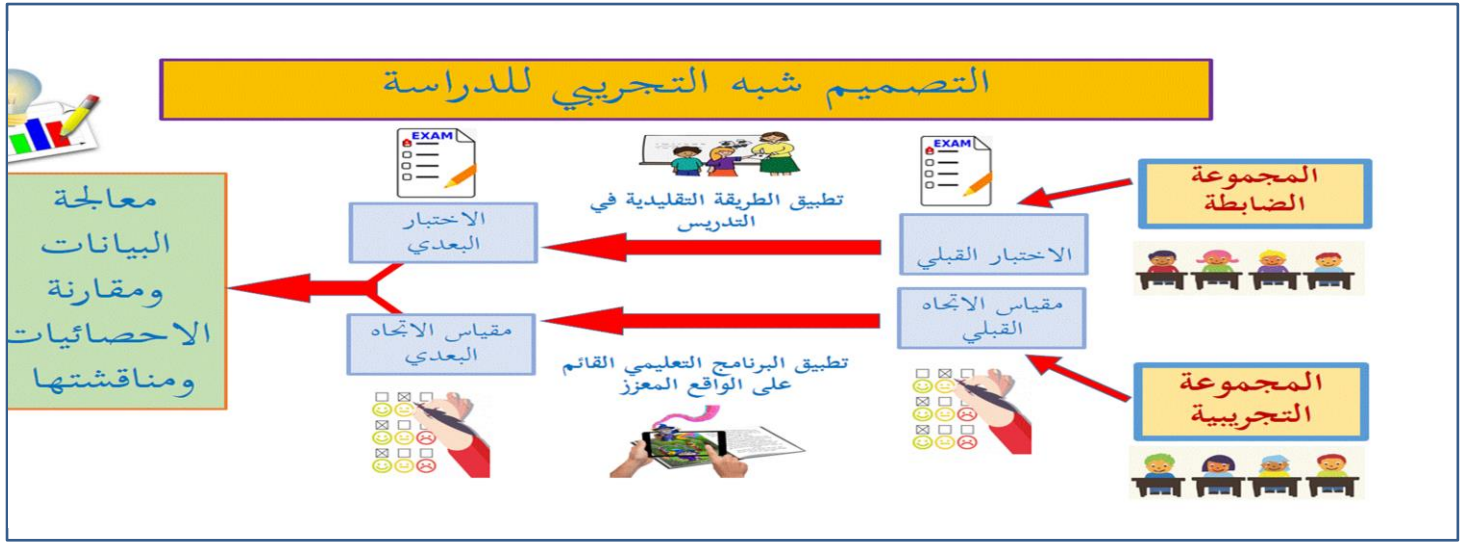 التصميم شبه التجريبي للدراسة
المجموعة
الضابطة
EXAM
الاختبار القبلي
تطبيق الطريقة التقليدية في
التدريس
EXAM
الاختبار
البعدي
المجموعة
التجريبية
مقياس الاتجاه
القبلي
تطبيق البرنامج التعليمي القائم
على الواقع المعزز
مقياس الاتجاه
البعدي
معالجة
البيانات
ومقارنة
الاحصائيات
ومناقشتها